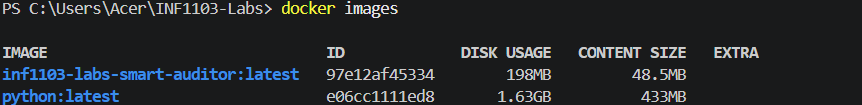 PS C:\Users\Acer\INF1103-Labs> docker images
IMAGE ID DISK USAGE CONTENT SIZE EXTRA
inf1103-labs-smart-auditor:latest 97e12af45334 198MB 48.5MB
python:latest e06cc1111ed8 1.63GB 433MB